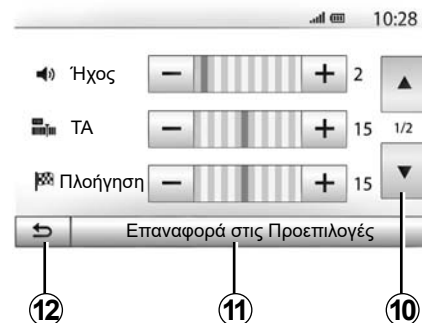 10:28
Ήχος − + 2
TA − + 15 1/2
Πλοήγηση − + 15
Επαναφορά στις Προεπιλογές
12 11 10